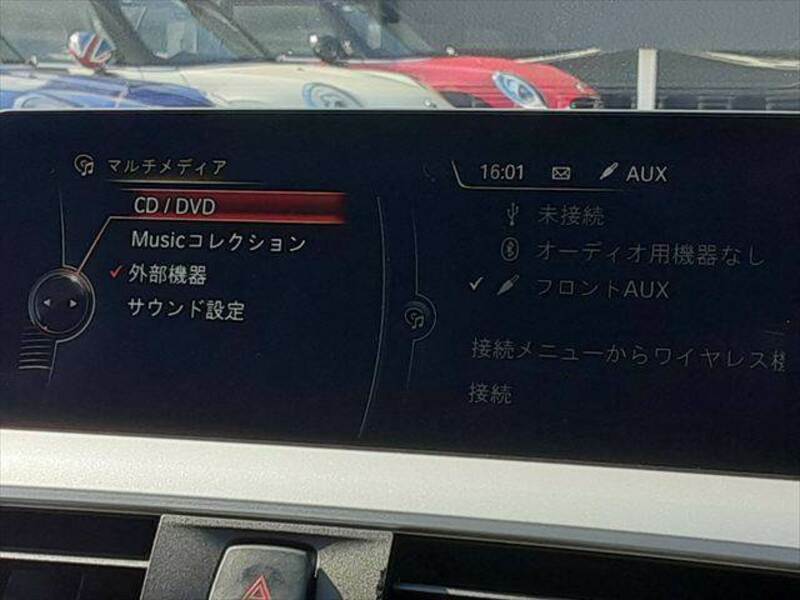 マルチメディア
CD / DVD
Musicコレクション
外部機器
サウンド設定
16:01 AUX
未接続
オーディオ用機器なし
フロントAUX
接続メニューからワイヤレス
接続